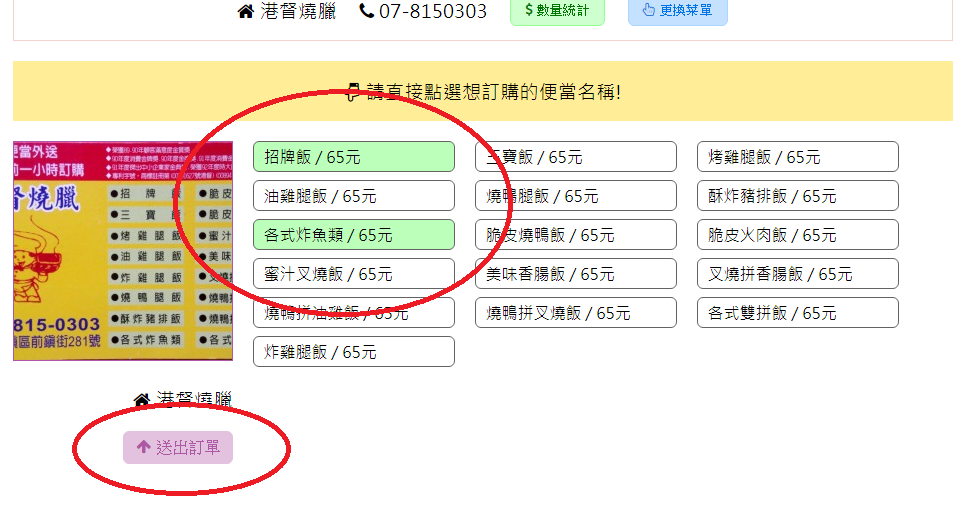 港督燒臘 07-8150303 $ 數量統計 更換菜單
請直接點選想訂購的便當名稱!
便當外送
前一小時訂購
督燒臘
●招牌飯 ●脆皮
●三寶飯 ●脆皮
●烤雞腿飯 ●蜜汁
●油雞腿飯 ●美味
●炸雞腿飯 ●叉燒
●燒鴨腿飯 ●燒鴨
●酥炸豬排飯 ●燒鴨
●各式炸魚類 ●各式
815-0303
鎮區前鎮街281號
招牌飯 / 65元 三寶飯 / 65元 烤雞腿飯 / 65元
油雞腿飯 / 65元 燒鴨腿飯 / 65元 酥炸豬排飯 / 65元
各式炸魚類 / 65元 脆皮燒鴨飯 / 65元 脆皮火肉飯 / 65元
蜜汁叉燒飯 / 65元 美味香腸飯 / 65元 叉燒拼香腸飯 / 65元
燒鴨拼油雞飯 / 65元 燒鴨拼叉燒飯 / 65元 各式雙拼飯 / 65元
炸雞腿飯 / 65元
港督燒臘
送出訂單